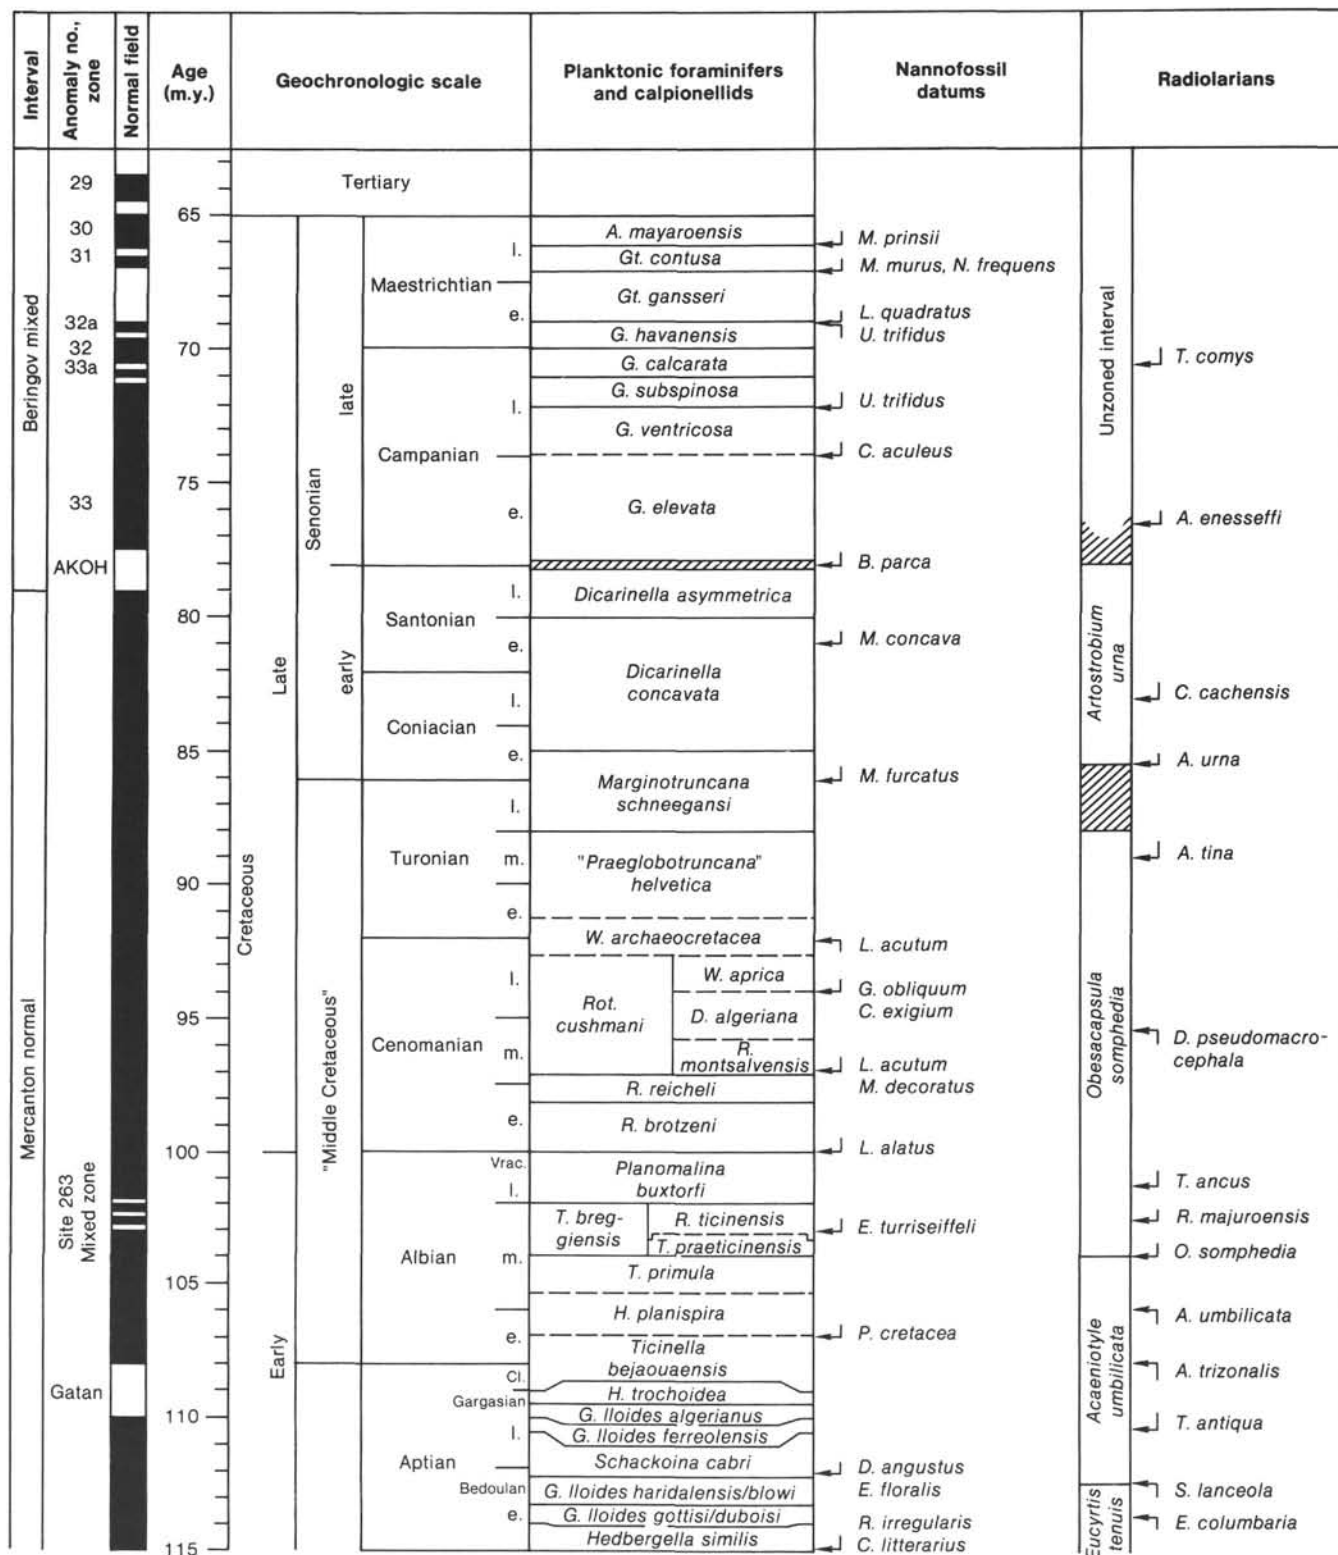 Interval
Anomaly no., zone
Normal field
Age (m.y.)
Geochronologic scale
Planktonic foraminifers and calpionellids
Nannofossil datums
Radiolarians
Beringov mixed
Mercanton normal
29
30
31
32a
32
33a
33
AKOH
Site 263 Mixed zone
Gatan
65
70
75
80
85
90
95
100
105
110
115
Tertiary
Cretaceous
Late
Early
Senonian
late
early
"Middle Cretaceous"
Maestrichtian
l.
e.
Campanian
l.
e.
Santonian
l.
e.
Coniacian
l.
e.
Turonian
l.
m.
e.
Cenomanian
l.
m.
e.
Albian
Vrac.
l.
m.
e.
Aptian
Cl.
Gargasian
l.
Bedoulan
e.
A. mayaroensis
Gt. contusa
Gt. gansseri
G. havanensis
G. calcarata
G. subspinosa
G. ventricosa
G. elevata
Dicarinella asymmetrica
Dicarinella
concavata
Marginotruncana
schneegansi
"Praeglobotruncana"
helvetica
W. archaeocretacea
Rot.
cushmani
W. aprica
D. algeriana
R.
montsalvensis
R. reicheli
R. brotzeni
Planomalina
buxtorfi
T. breg-
giensis
R. ticinensis
T. praeticinensis
T. primula
H. planispira
Ticinella
bejaouaensis
H. trochoidea
G. lloides algerianus
G. lloides ferreolensis
Schackoina cabri
G. lloides haridalensis/blowi
G. lloides gottisi/duboisi
Hedbergella similis
M. prinsii
M. murus, N. frequens
L. quadratus
U. trifidus
U. trifidus
C. aculeus
B. parca
M. concava
M. furcatus
L. acutum
G. obliquum
C. exigium
L. acutum
M. decoratus
L. alatus
E. turriseiffeli
P. cretacea
D. angustus
E. floralis
R. irregularis
C. litterarius
Unzoned interval
Artostrobium
urna
Obesacapsula
somphedia
Acaeniotyle
umbilicata
Eucyrtis
tenuis
T. comys
A. enesseffi
C. cachensis
A. urna
A. tina
D. pseudomacro-
cephala
T. ancus
R. majuroensis
O. somphedia
A. umbilicata
A. trizonalis
T. antiqua
S. lanceola
E. columbaria